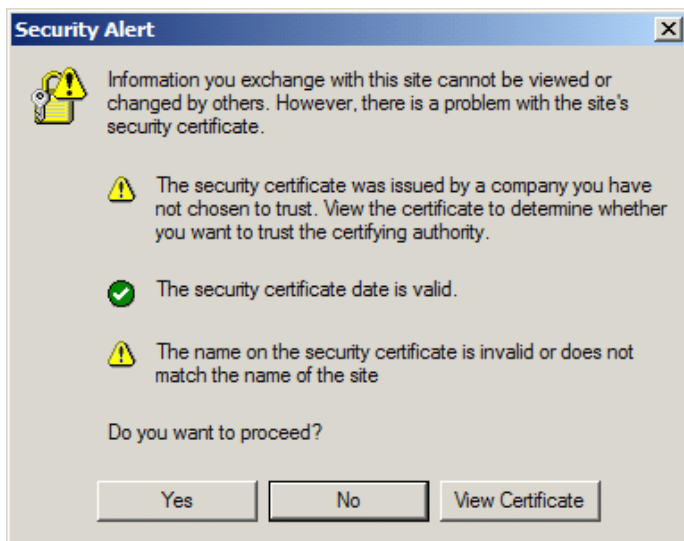 Security Alert
Information you exchange with this site cannot be viewed or
changed by others. However, there is a problem with the site's
security certificate.
The security certificate was issued by a company you have
not chosen to trust. View the certificate to determine whether
you want to trust the certifying authority.
The security certificate date is valid.
The name on the security certificate is invalid or does not
match the name of the site
Do you want to proceed?
Yes
No
View Certificate